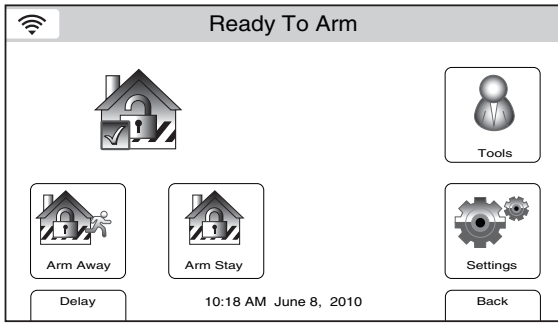 Ready To Arm
Tools
Arm Away
Arm Stay
Settings
Delay
10:18 AM June 8, 2010
Back